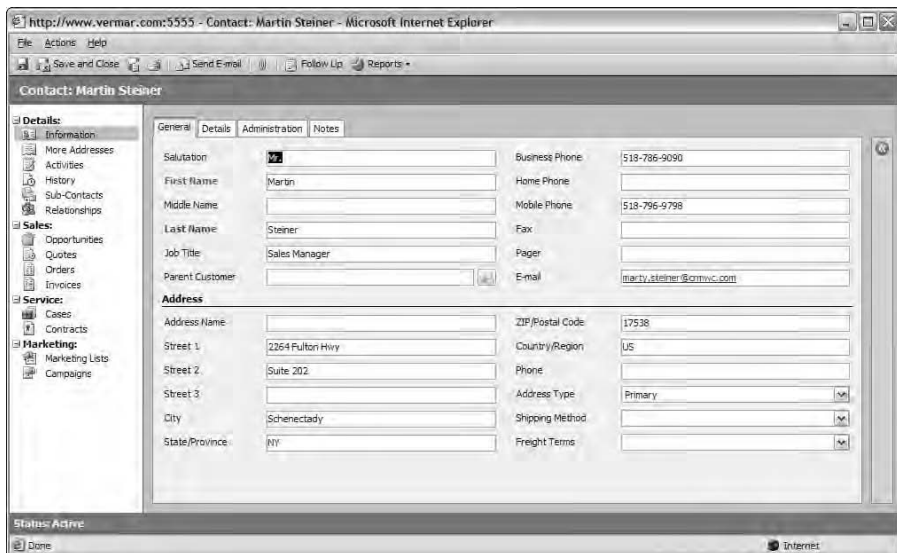 http://www.vermar.com:5555 - Contact: Martin Steiner - Microsoft Internet Explorer
File Actions Help
Save and Close Send E-mail Follow Up Reports
Contact: Martin Steiner
Details:
Information
More Addresses
Activities
History
Sub-Contacts
Relationships
Sales:
Opportunities
Quotes
Orders
Invoices
Service:
Cases
Contracts
Marketing:
Marketing Lists
Campaigns
General Details Administration Notes
Salutation Mr. Business Phone 518-786-9090
First Name Martin Home Phone
Middle Name Mobile Phone 518-796-9798
Last Name Steiner Fax
Job Title Sales Manager Pager
Parent Customer E-mail marty.steiner@crmwc.com
Address
Address Name ZIP/Postal Code 17538
Street 1 2264 Fulton Hwy Country/Region US
Street 2 Suite 202 Phone
Street 3 Address Type Primary
City Schenectady Shipping Method
State/Province NY Freight Terms
Status: Active
Done Internet